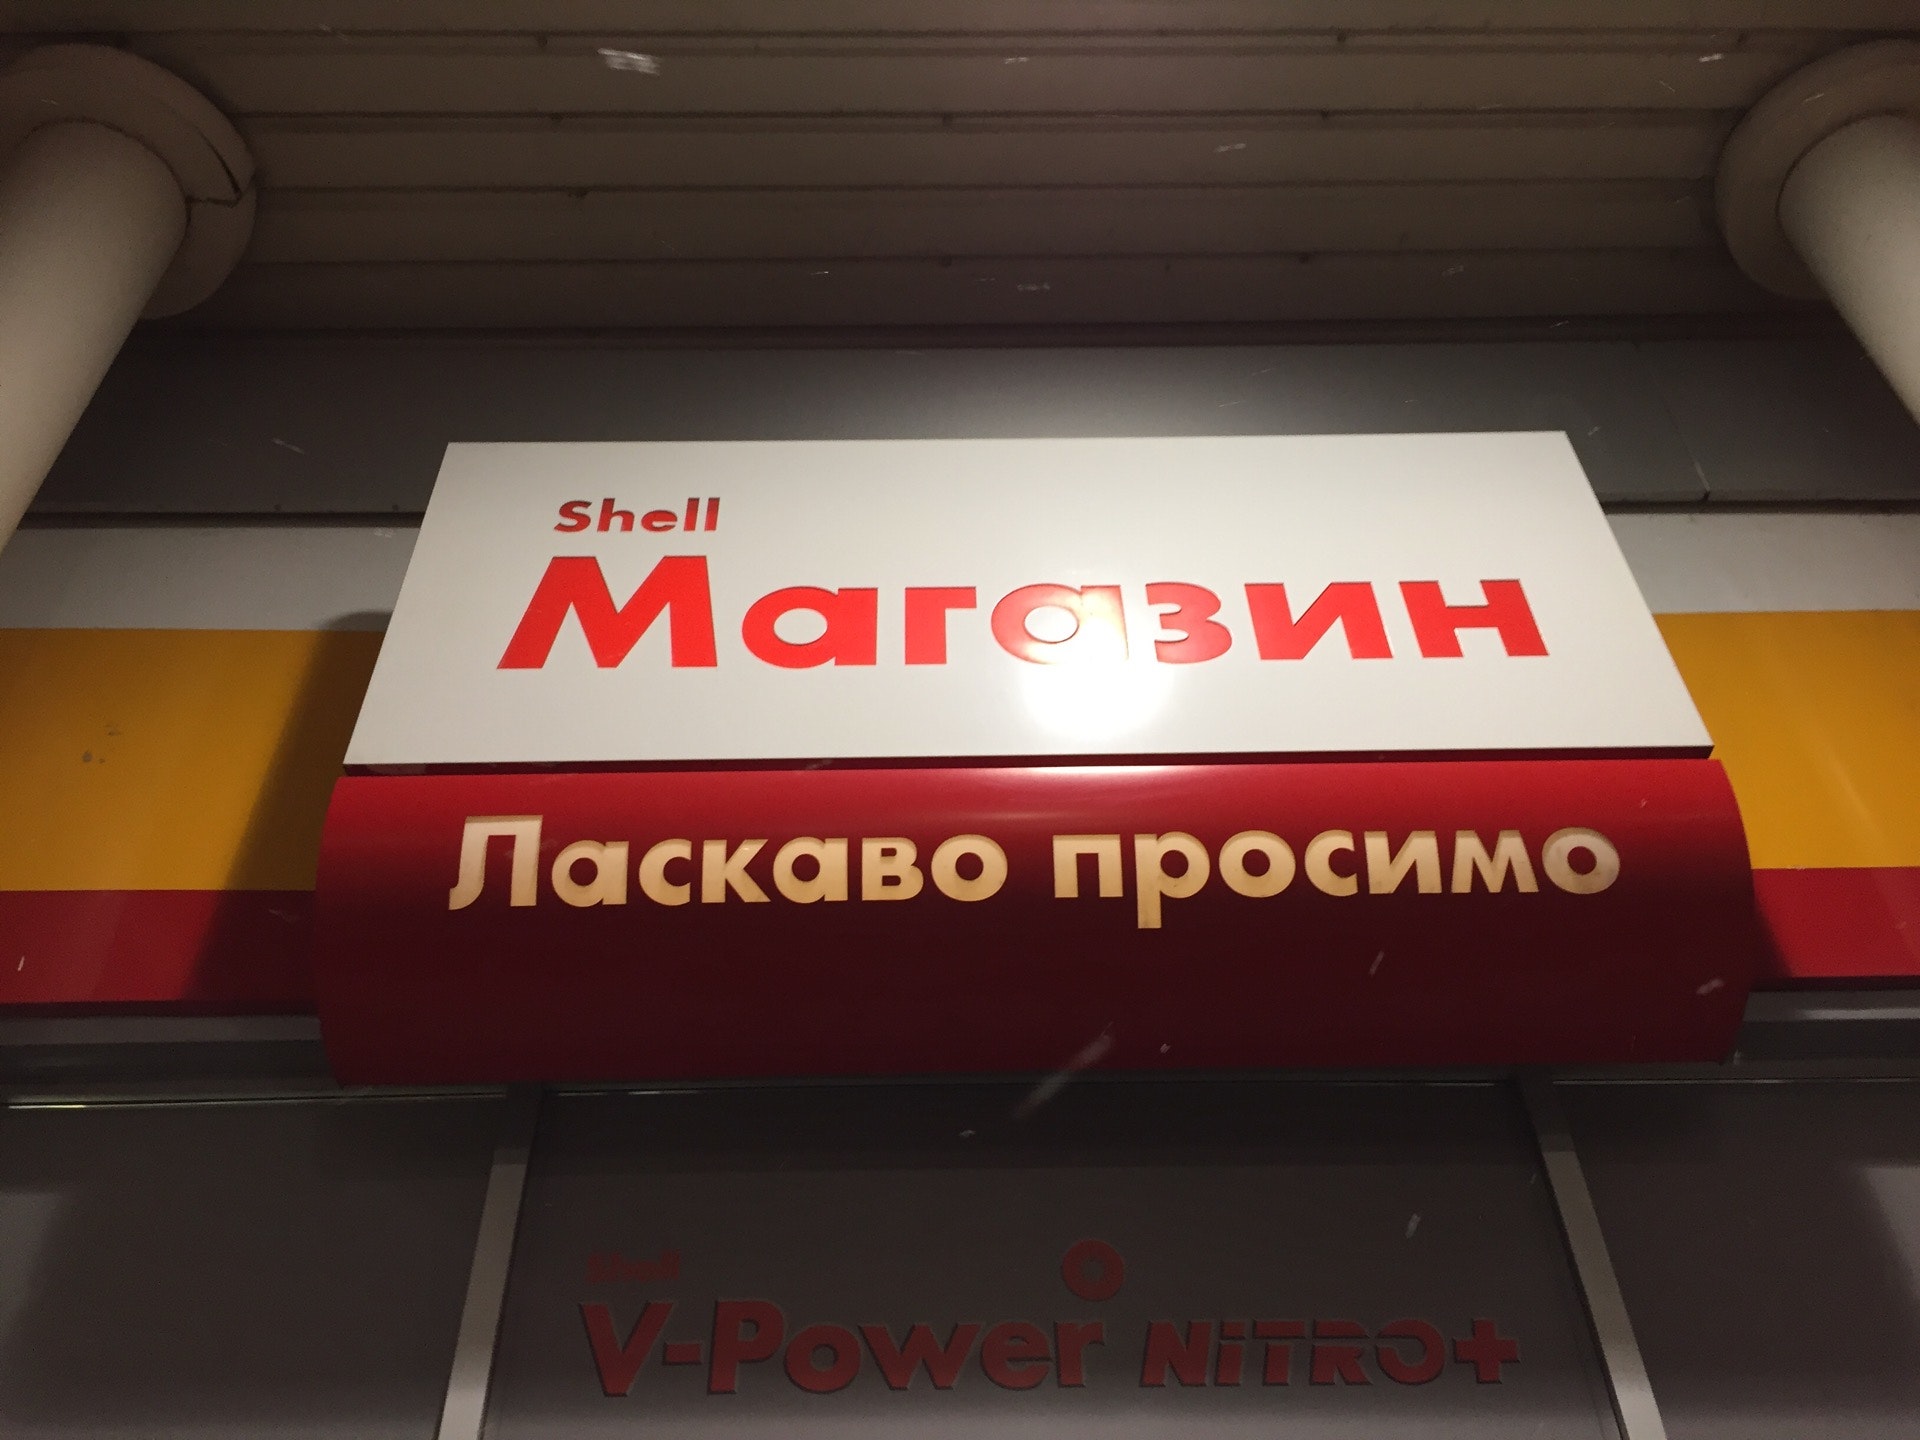 Shell
Магазин
Ласкаво просимо
Shell
V-Power NiTRO+